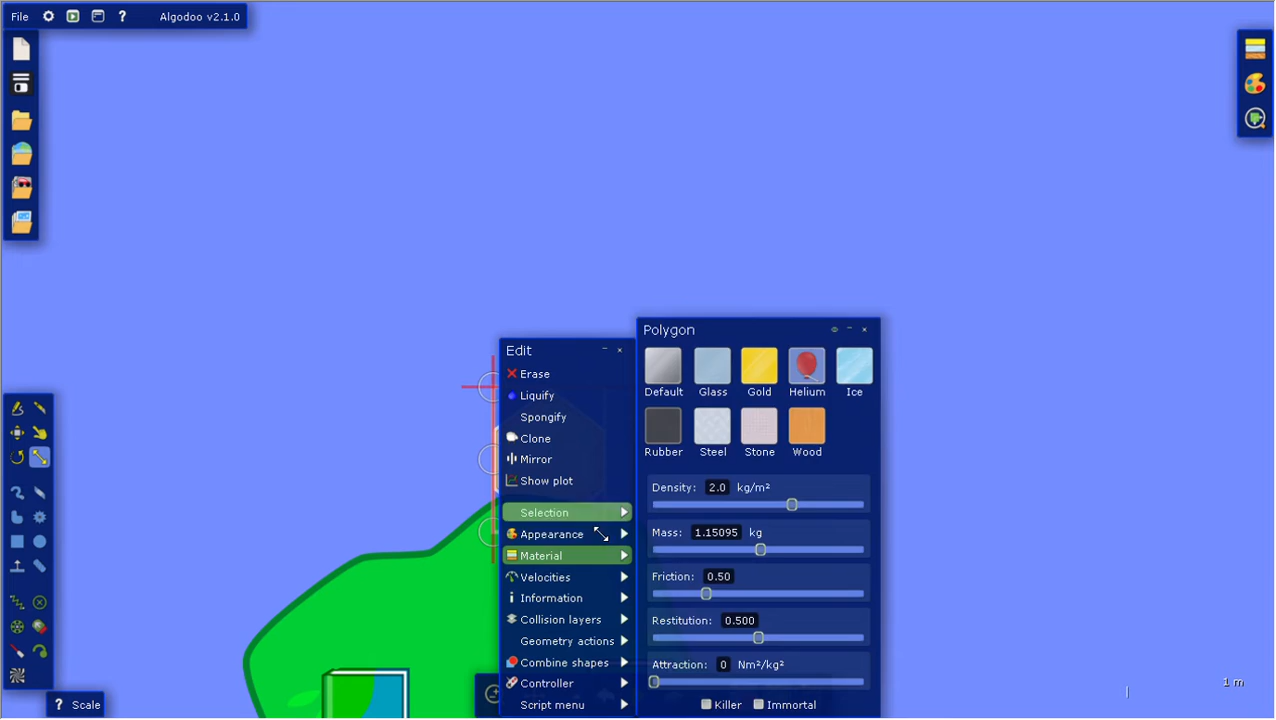 File ? Algodoo v2.1.0
Edit
Erase
Liquify
Spongify
Clone
Mirror
Show plot
Selection
Appearance
Material
Velocities
Information
Collision layers
Geometry actions
Combine shapes
Controller
Script menu
Polygon
Default Glass Gold Helium Ice
Rubber Steel Stone Wood
Density: 2.0 kg/m²
Mass: 1.15095 kg
Friction: 0.50
Restitution: 0.500
Attraction: 0 Nm²/kg²
Killer Immortal
? Scale
1 m